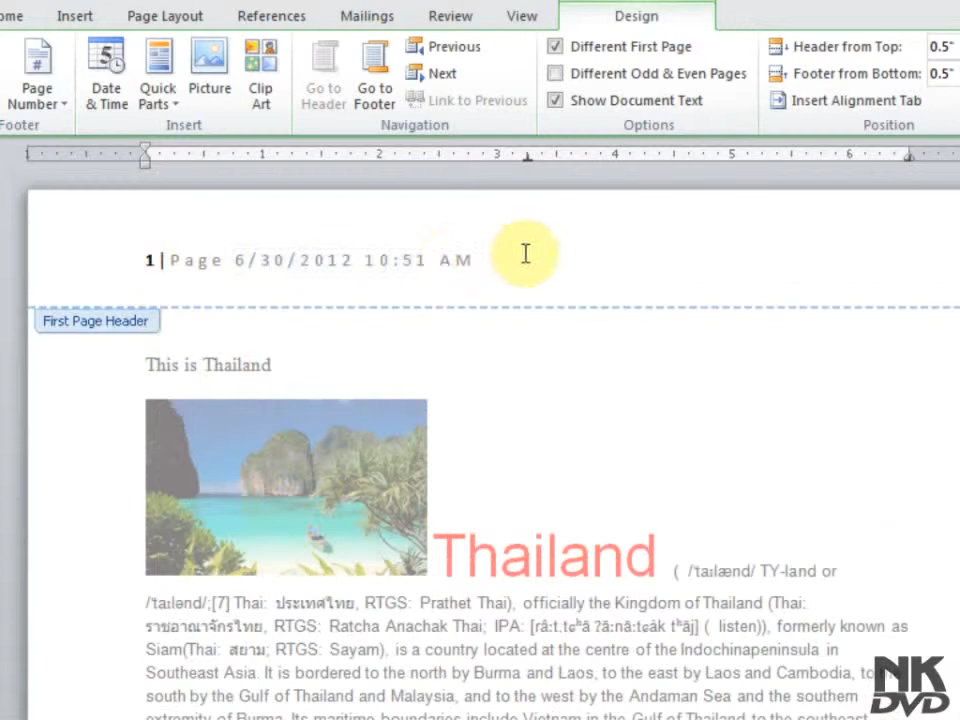 ome Insert Page Layout References Mailings Review View Design
Page Number
Date & Time
Quick Parts
Picture
Clip Art
Go to Header
Go to Footer
Previous
Next
Link to Previous
Different First Page
Different Odd & Even Pages
Show Document Text
Header from Top: 0.5"
Footer from Bottom: 0.5"
Insert Alignment Tab
Footer Insert Navigation Options Position
1 2 3 4 5 6
1|Page 6/30/2012 10:51 AM
First Page Header
This is Thailand
Thailand ( /ˈtaɪlænd/ TY-land or
/ˈtaɪlənd/;[7] Thai: ประเทศไทย, RTGS: Prathet Thai), officially the Kingdom of Thailand (Thai:
ราชอาณาจักรไทย, RTGS: Ratcha Anachak Thai; IPA: [râːt.tɕʰā ʔāːnāːtɕàk tʰāj] ( listen)), formerly known as
Siam(Thai: สยาม; RTGS: Sayam), is a country located at the centre of the Indochinapeninsula in
Southeast Asia. It is bordered to the north by Burma and Laos, to the east by Laos and Cambodia, to the
south by the Gulf of Thailand and Malaysia, and to the west by the Andaman Sea and the southern
extremity of Burma. Its maritime boundaries include Vietnam in the Gulf of Thailand to the southeast
NK
DVD